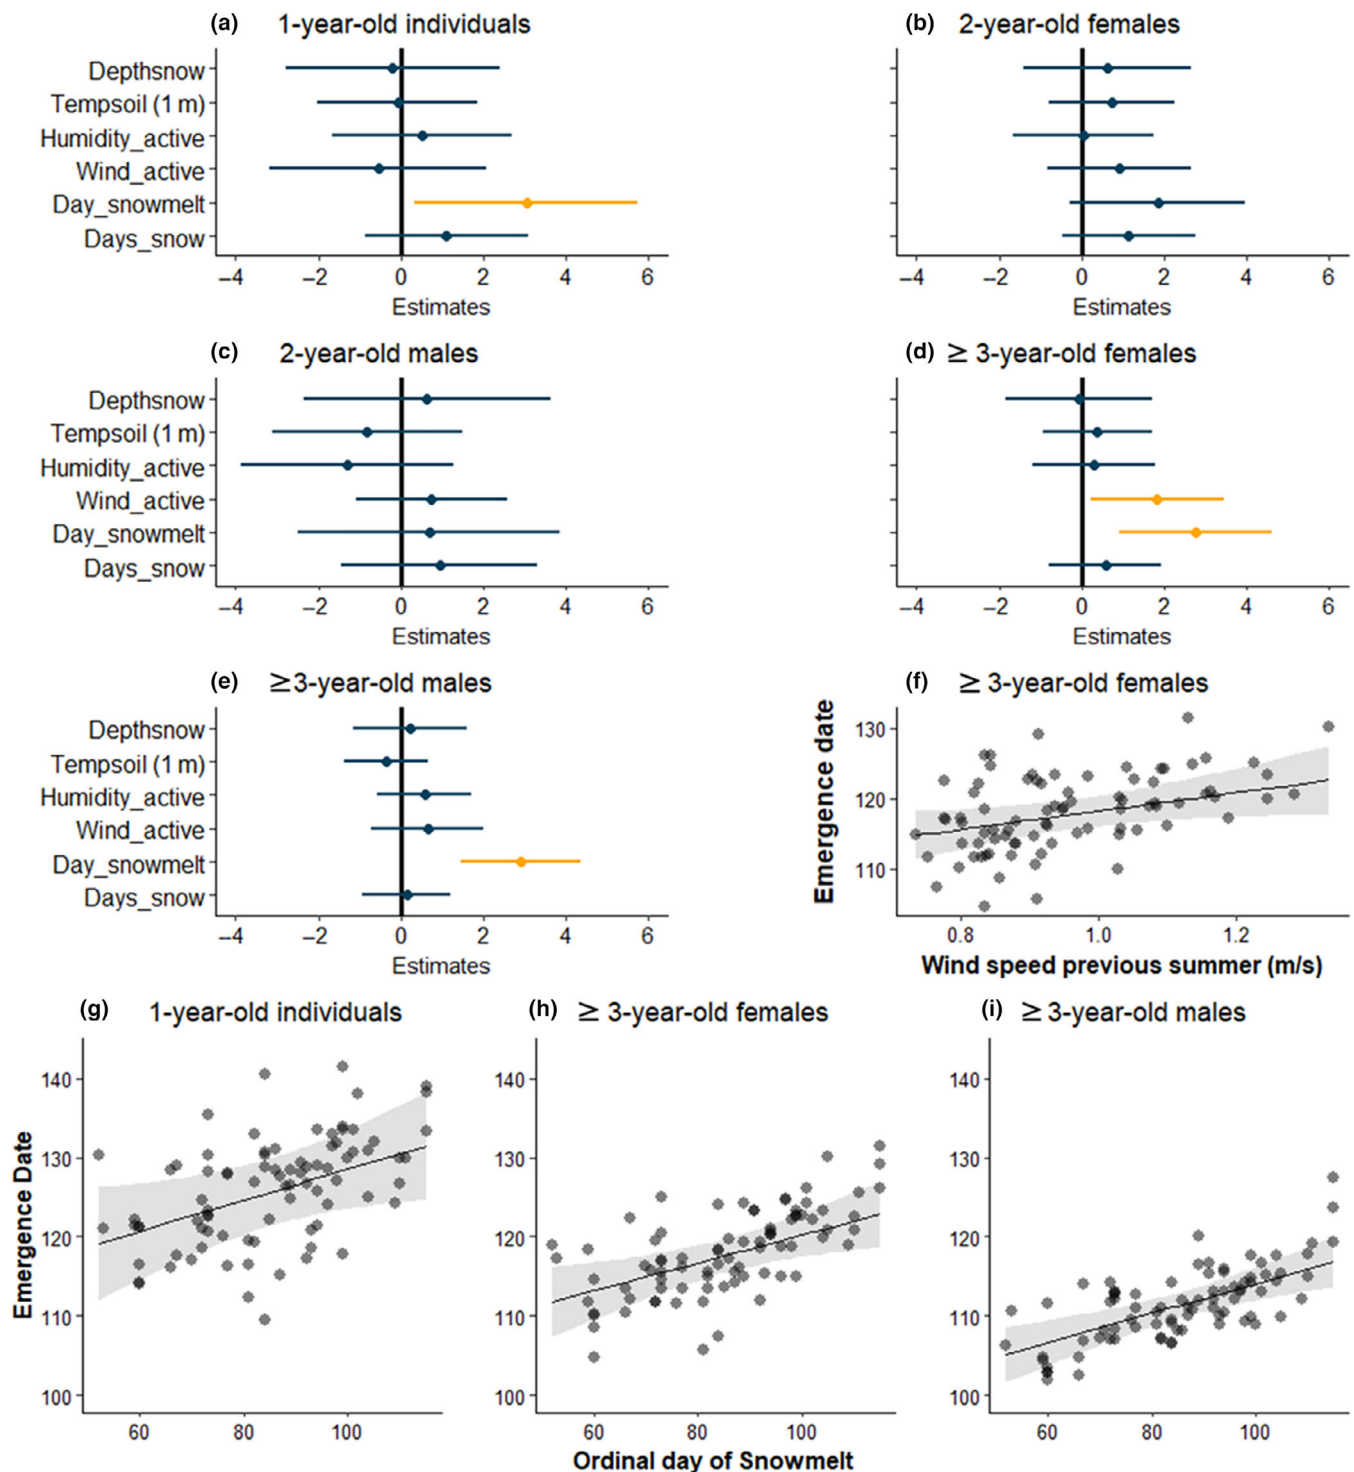 (a) 1-year-old individuals
(b) 2-year-old females
Depthsnow
Tempsoil (1 m)
Humidity_active
Wind_active
Day_snowmelt
Days_snow
−4 −2 0 2 4 6
Estimates
−4 −2 0 2 4 6
Estimates
(c) 2-year-old males
(d) ≥ 3-year-old females
Depthsnow
Tempsoil (1 m)
Humidity_active
Wind_active
Day_snowmelt
Days_snow
−4 −2 0 2 4 6
Estimates
−4 −2 0 2 4 6
Estimates
(e) ≥3-year-old males
(f) ≥ 3-year-old females
Depthsnow
Tempsoil (1 m)
Humidity_active
Wind_active
Day_snowmelt
Days_snow
−4 −2 0 2 4 6
Estimates
Emergence date
130
120
110
0.8 1.0 1.2
Wind speed previous summer (m/s)
(g) 1-year-old individuals
(h) ≥ 3-year-old females
(i) ≥ 3-year-old males
Emergence Date
140
130
120
110
100
60 80 100
140
130
120
110
100
60 80 100
140
130
120
110
100
60 80 100
Ordinal day of Snowmelt